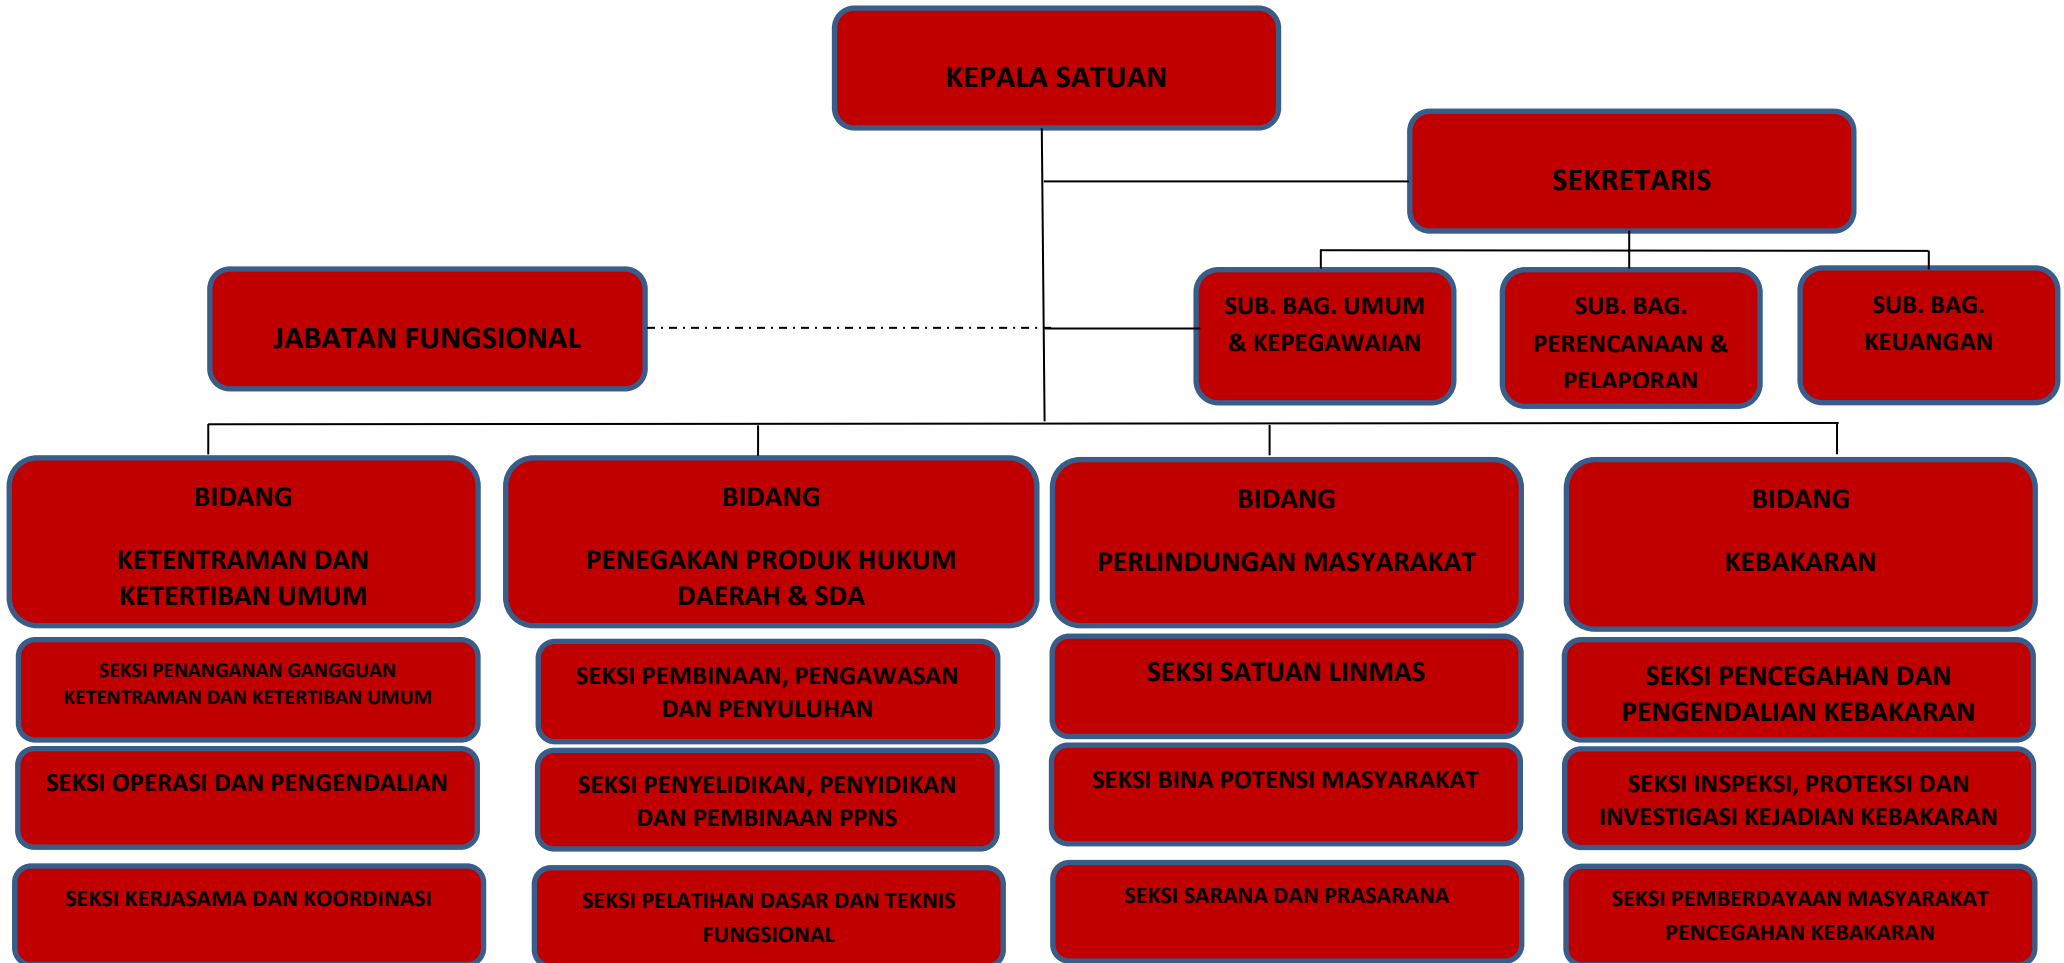 KEPALA SATUAN
SEKRETARIS
JABATAN FUNGSIONAL
SUB. BAG. UMUM
& KEPEGAWAIAN
SUB. BAG.
PERENCANAAN &
PELAPORAN
SUB. BAG.
KEUANGAN
BIDANG
KETENTRAMAN DAN
KETERTIBAN UMUM
BIDANG
PENEGAKAN PRODUK HUKUM
DAERAH & SDA
BIDANG
PERLINDUNGAN MASYARAKAT
BIDANG
KEBAKARAN
SEKSI PENANGANAN GANGGUAN
KETENTRAMAN DAN KETERTIBAN UMUM
SEKSI PEMBINAAN, PENGAWASAN
DAN PENYULUHAN
SEKSI SATUAN LINMAS
SEKSI PENCEGAHAN DAN
PENGENDALIAN KEBAKARAN
SEKSI OPERASI DAN PENGENDALIAN
SEKSI PENYELIDIKAN, PENYIDIKAN
DAN PEMBINAAN PPNS
SEKSI BINA POTENSI MASYARAKAT
SEKSI INSPEKSI, PROTEKSI DAN
INVESTIGASI KEJADIAN KEBAKARAN
SEKSI KERJASAMA DAN KOORDINASI
SEKSI PELATIHAN DASAR DAN TEKNIS
FUNGSIONAL
SEKSI SARANA DAN PRASARANA
SEKSI PEMBERDAYAAN MASYARAKAT
PENCEGAHAN KEBAKARAN